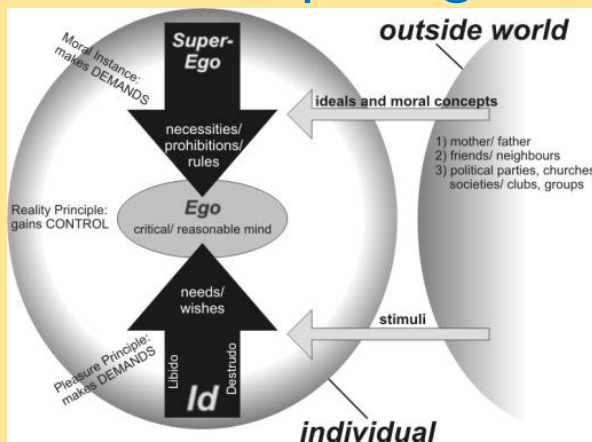 outside world
Moral Instance:
makes DEMANDS
Super-
Ego
ideals and moral concepts
necessities/
prohibitions/
rules
1) mother/ father
2) friends/ neighbours
3) political parties, churches
societies/ clubs, groups
Reality Principle:
gains CONTROL
Ego
critical/ reasonable mind
needs/
wishes
stimuli
Pleasure Principle:
makes DEMANDS
Libido
Destrudo
Id
individual